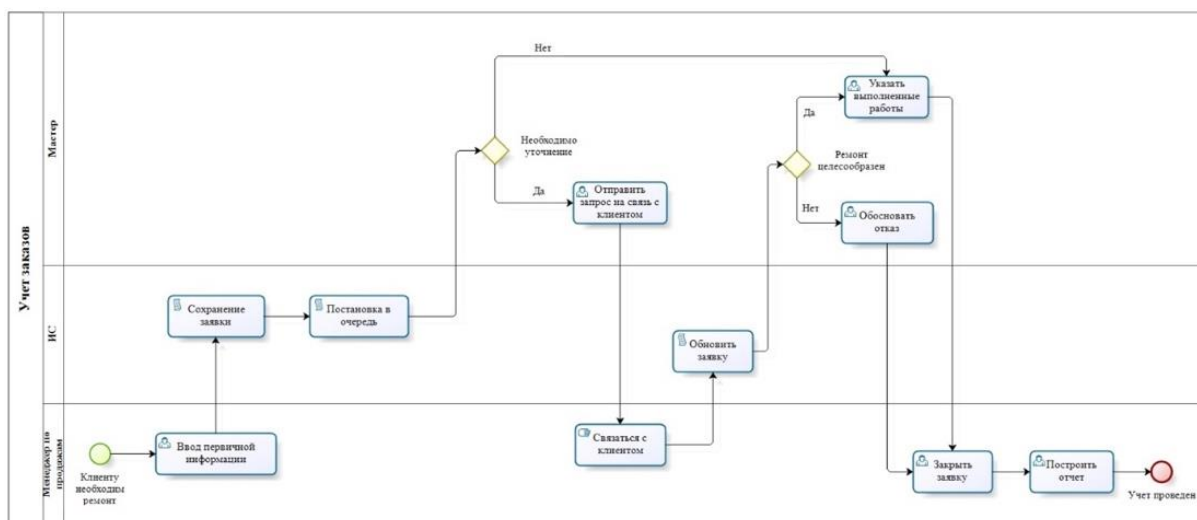 Учет заказов
Мастер
Нет
Необходимо
уточнение
Да
Отправить
запрос на связь с
клиентом
Указать
выполненные
работы
Да
Ремонт
целесообразен
Нет
Обосновать
отказ
ИС
Сохранение
заявки
Постановка в
очередь
Обновить
заявку
Менеджер по
продажам
Клиенту
необходим
ремонт
Ввод первичной
информации
Связаться с
клиентом
Закрыть
заявку
Построить
отчет
Учет проведен